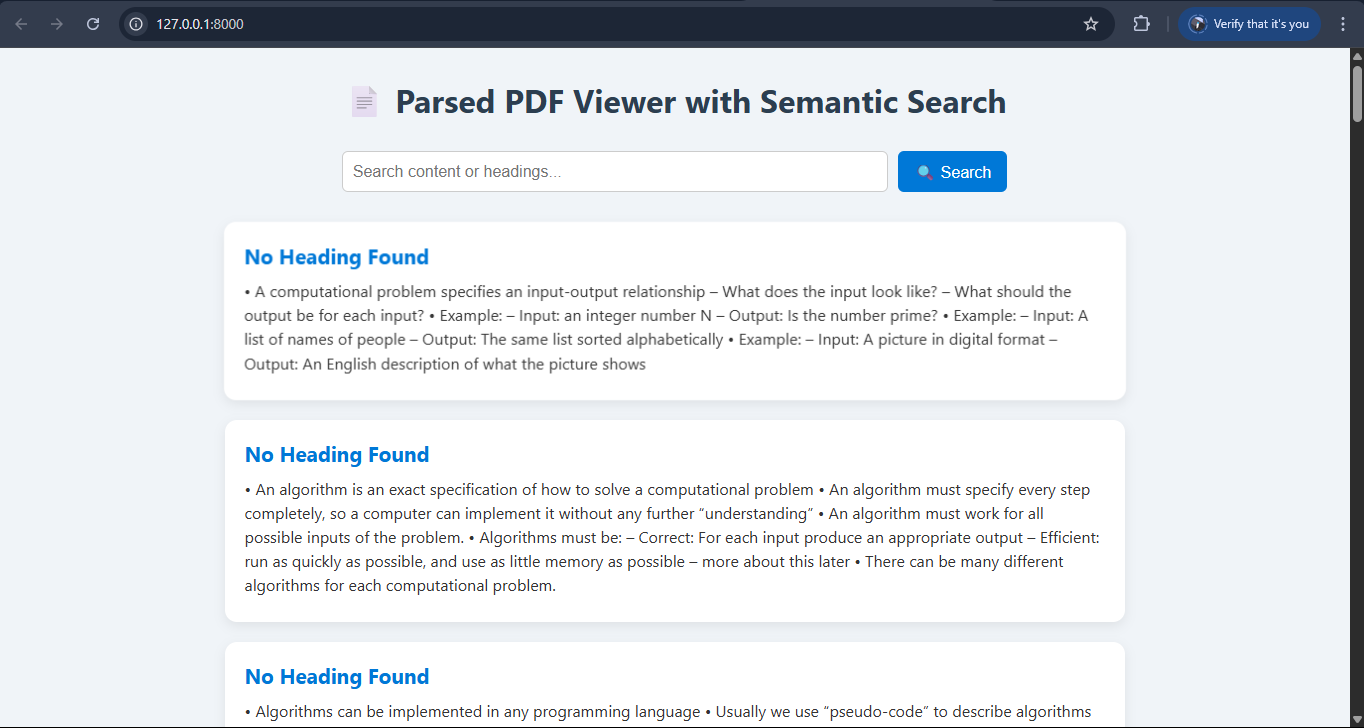 127.0.0.1:8000
Verify that it's you
Parsed PDF Viewer with Semantic Search
Search content or headings...
Search
No Heading Found
• A computational problem specifies an input-output relationship – What does the input look like? – What should the
output be for each input? • Example: – Input: an integer number N – Output: Is the number prime? • Example: – Input: A
list of names of people – Output: The same list sorted alphabetically • Example: – Input: A picture in digital format –
Output: An English description of what the picture shows
No Heading Found
• An algorithm is an exact specification of how to solve a computational problem • An algorithm must specify every step
completely, so a computer can implement it without any further “understanding” • An algorithm must work for all
possible inputs of the problem. • Algorithms must be: – Correct: For each input produce an appropriate output – Efficient:
run as quickly as possible, and use as little memory as possible – more about this later • There can be many different
algorithms for each computational problem.
No Heading Found
• Algorithms can be implemented in any programming language • Usually we use “pseudo-code” to describe algorithms